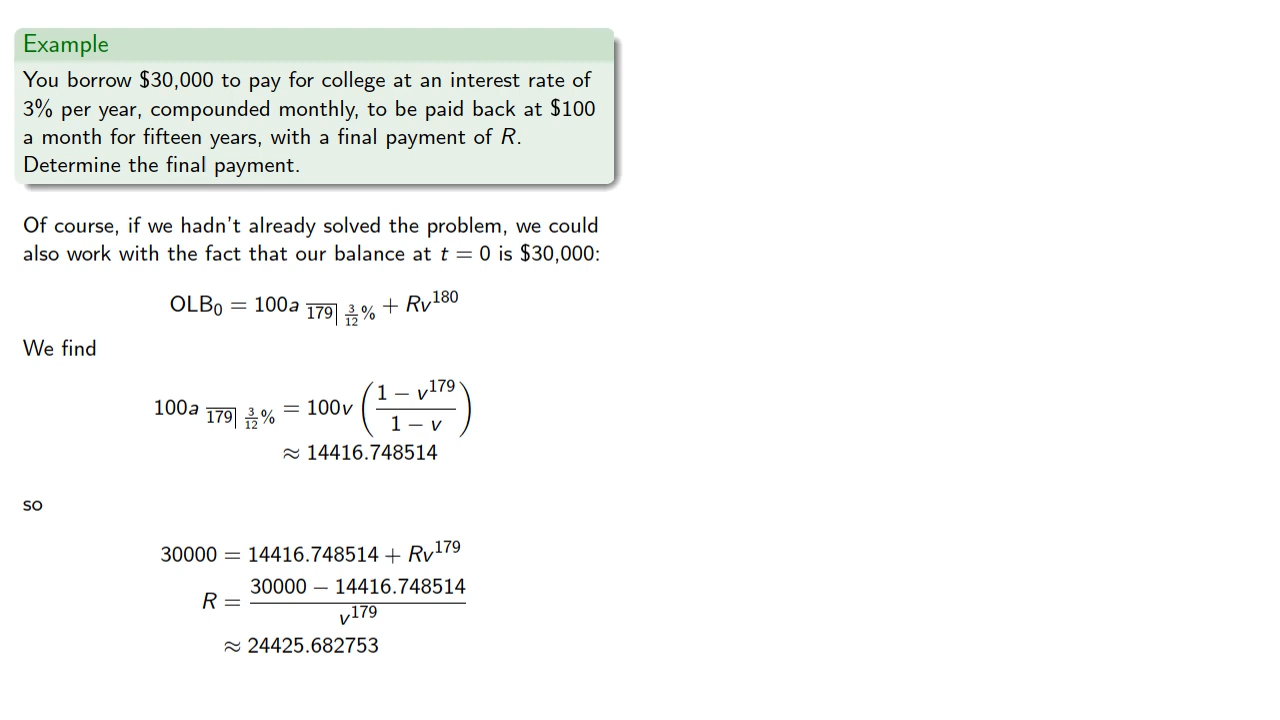 Example
You borrow $30,000 to pay for college at an interest rate of
3% per year, compounded monthly, to be paid back at $100
a month for fifteen years, with a final payment of R.
Determine the final payment.
Of course, if we hadn't already solved the problem, we could
also work with the fact that our balance at t = 0 is $30,000:
OLB₀ = 100a 179| 3/12 % + Rv¹⁸⁰
We find
100a 179| 3/12 % = 100v ( (1 − v¹⁷⁹) / (1 − v) )
≈ 14416.748514
so
30000 = 14416.748514 + Rv¹⁷⁹
R = (30000 − 14416.748514) / v¹⁷⁹
≈ 24425.682753